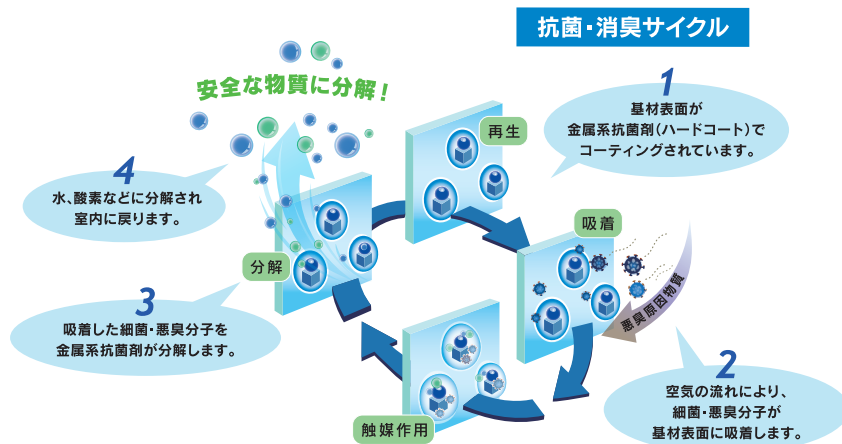 抗菌・消臭サイクル
安全な物質に分解！
1
基材表面が
金属系抗菌剤（ハードコート）で
コーティングされています。
再生
吸着
悪臭原因物質
2
空気の流れにより、
細菌・悪臭分子が
基材表面に吸着します。
触媒作用
3
吸着した細菌・悪臭分子を
金属系抗菌剤が分解します。
分解
4
水、酸素などに分解され
室内に戻ります。